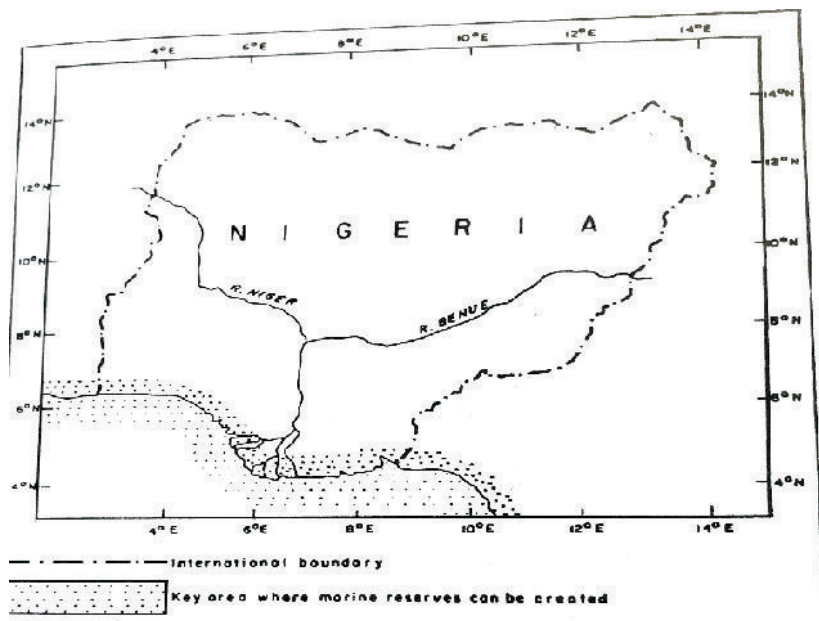 4°E 6°E 8°E 10°E 12°E 14°E
14°N 14°N
12°N 12°N
NIGERIA
10°N 10°N
R. NIGER
R. BENUE
8°N 8°N
6°N 6°N
4°N 4°N
4°E 6°E 8°E 10°E 12°E 14°E
International boundary
Key area where marine reserves can be created